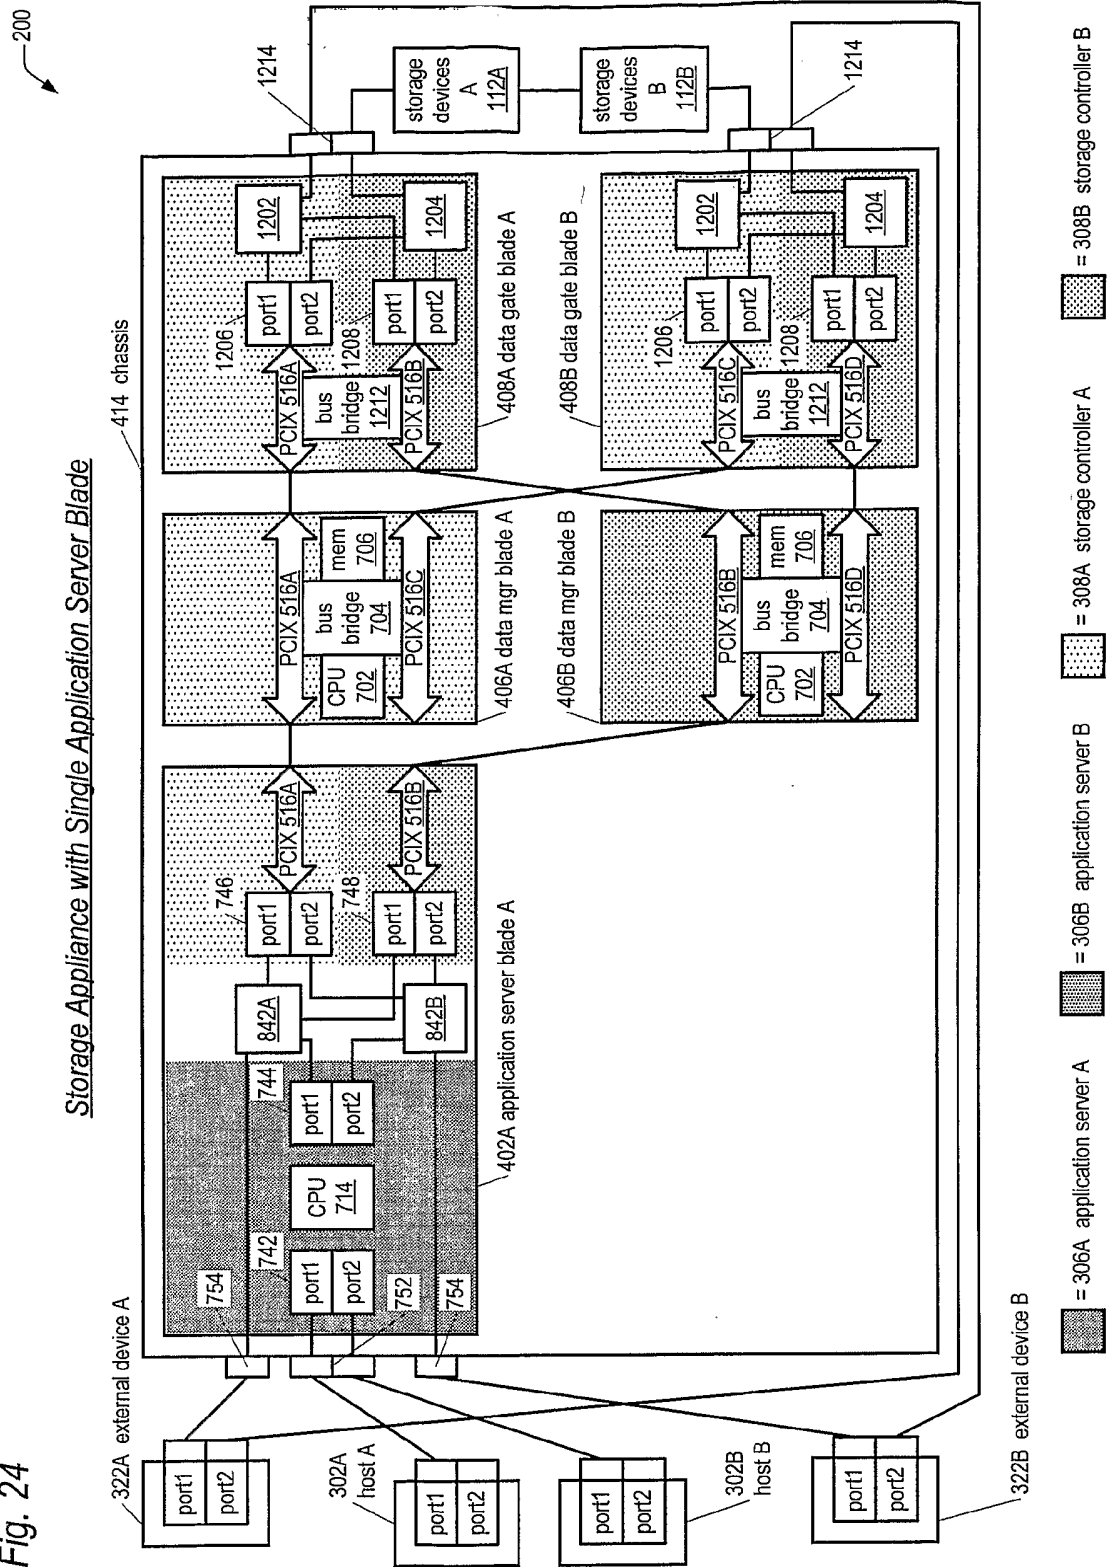 Fig. 24
Storage Appliance with Single Application Server Blade
200
414 chassis
322A external device A
port1
port2
302A
host A
port1
port2
302B
host B
port1
port2
322B external device B
port1
port2
754
752
754
742
port1
port2
CPU
714
744
port1
port2
842A
842B
746
port1
port2
748
port1
port2
PCIX 516A
PCIX 516B
402A application server blade A
PCIX 516A
CPU
702
bus
bridge
704
mem
706
PCIX 516C
406A data mgr blade A
406B data mgr blade B
PCIX 516B
CPU
702
bus
bridge
704
mem
706
PCIX 516D
PCIX 516A
bus
bridge
1212
PCIX 516B
1206
port1
port2
1208
port1
port2
1202
1204
408A data gate blade A
408B data gate blade B
PCIX 516C
bus
bridge
1212
PCIX 516D
1206
port1
port2
1208
port1
port2
1202
1204
1214
storage
devices
A
112A
storage
devices
B
112B
1214
= 306A application server A
= 306B application server B
= 308A storage controller A
= 308B storage controller B